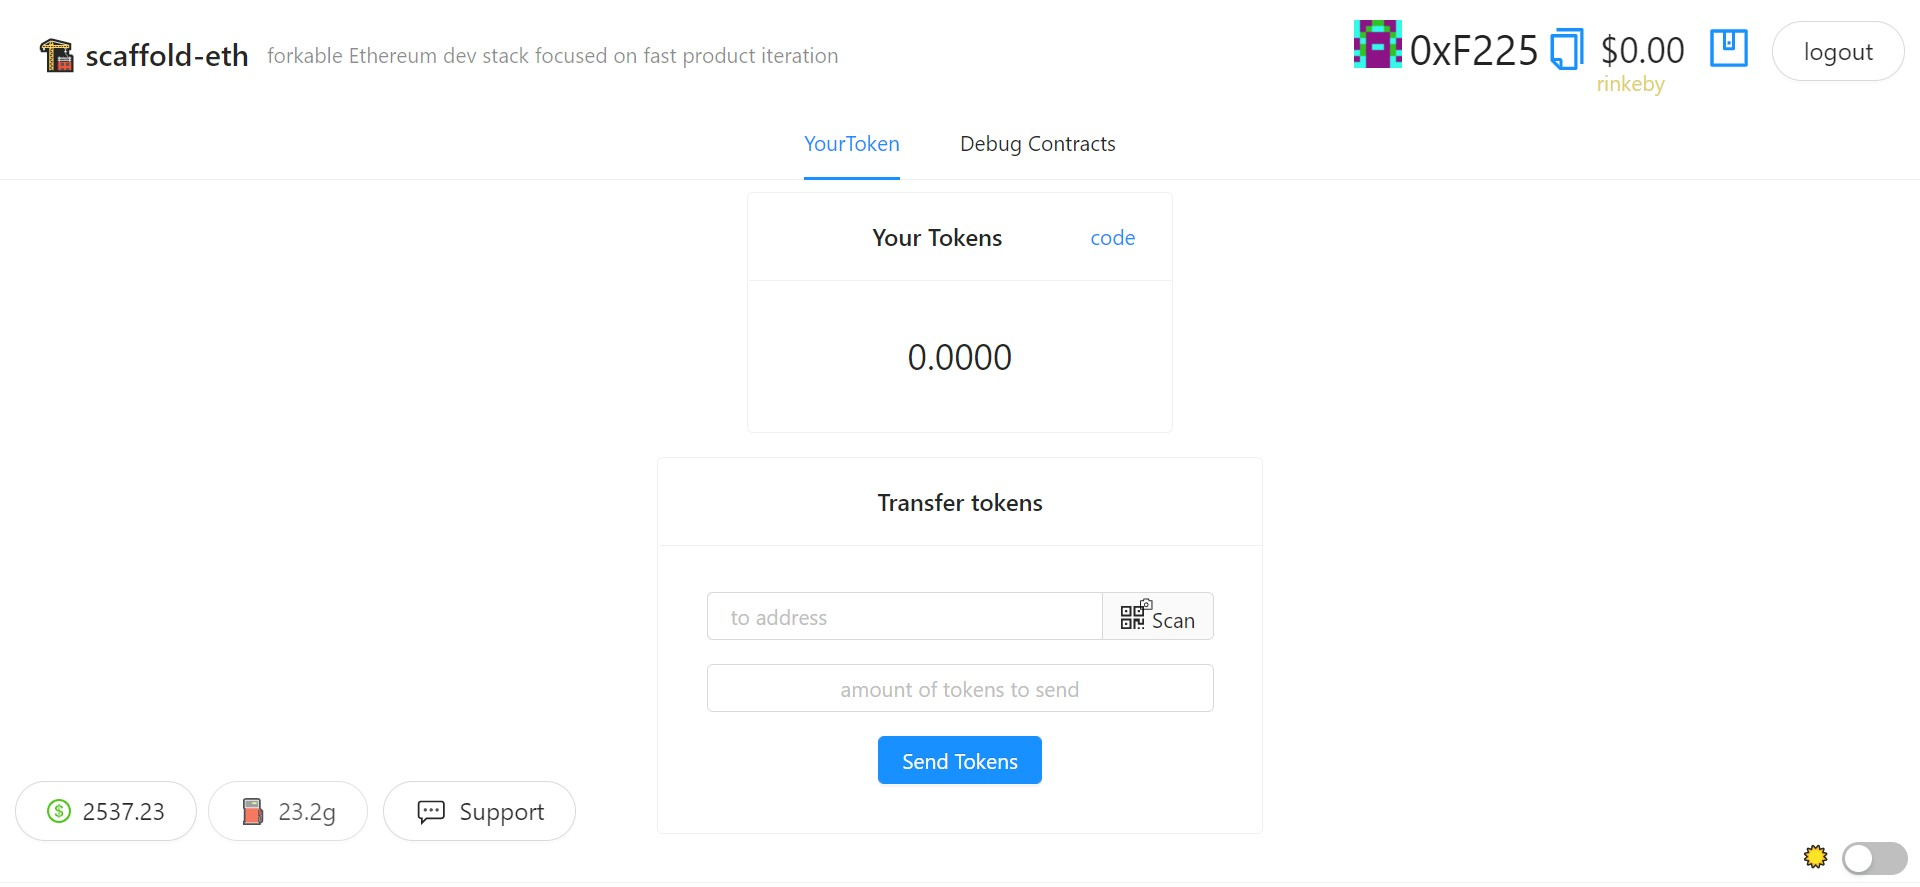 scaffold-eth forkable Ethereum dev stack focused on fast product iteration
0xF225 $0.00 logout
rinkeby
YourToken Debug Contracts
Your Tokens code
0.0000
Transfer tokens
to address Scan
amount of tokens to send
Send Tokens
2537.23 23.2g Support